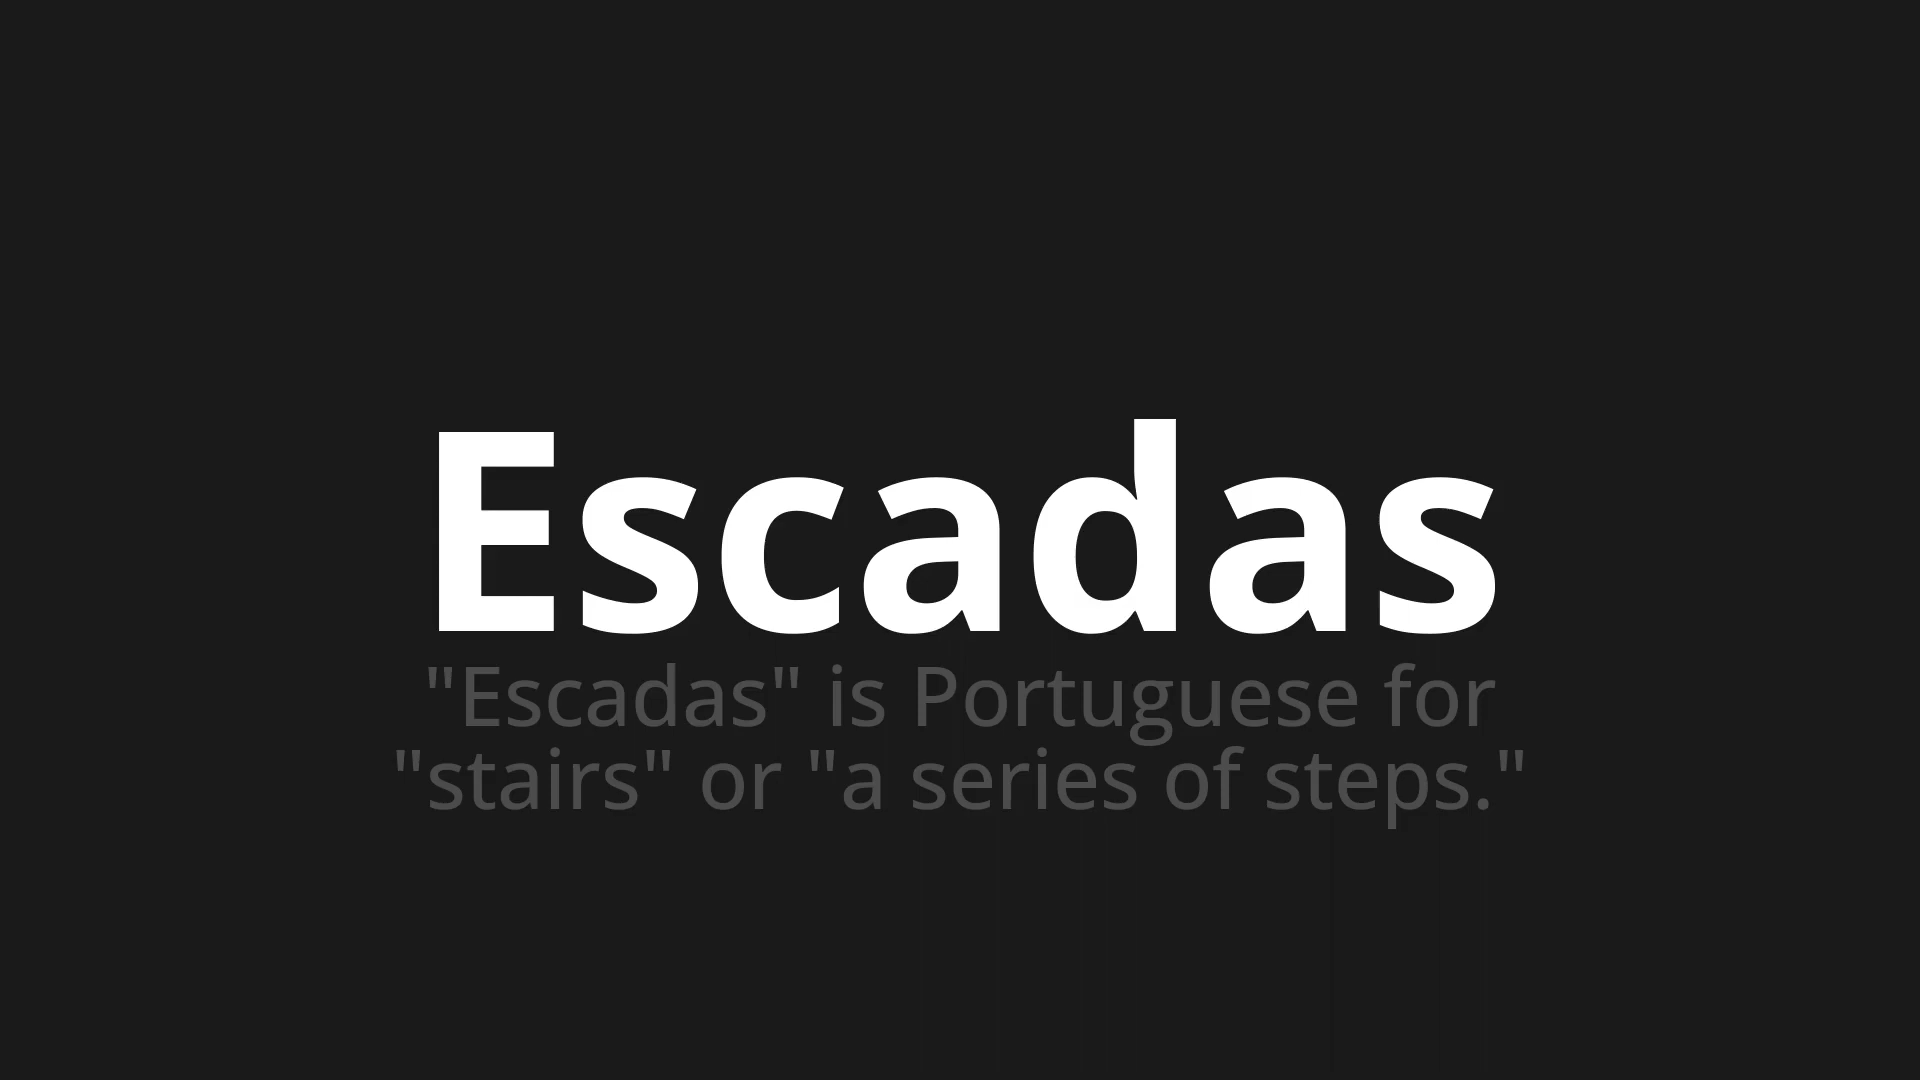 Escadas
"Escadas" is Portuguese for
"stairs" or "a series of steps."